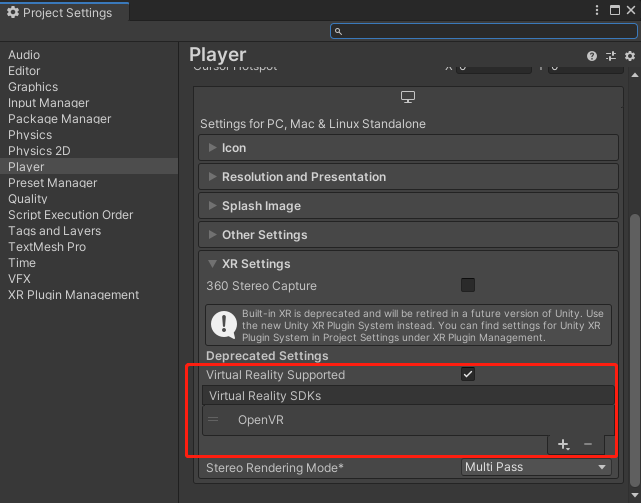 Project Settings
Player
Audio
Editor
Graphics
Input Manager
Package Manager
Physics
Physics 2D
Player
Preset Manager
Quality
Script Execution Order
Tags and Layers
TextMesh Pro
Time
VFX
XR Plugin Management
Cursor Hotspot
Settings for PC, Mac & Linux Standalone
Icon
Resolution and Presentation
Splash Image
Other Settings
XR Settings
360 Stereo Capture
Built-in XR is deprecated and will be retired in a future version of Unity. Use
the new Unity XR Plugin System instead. You can find settings for Unity XR
Plugin System in Project Settings under XR Plugin Management.
Deprecated Settings
Virtual Reality Supported
Virtual Reality SDKs
OpenVR
Stereo Rendering Mode* Multi Pass